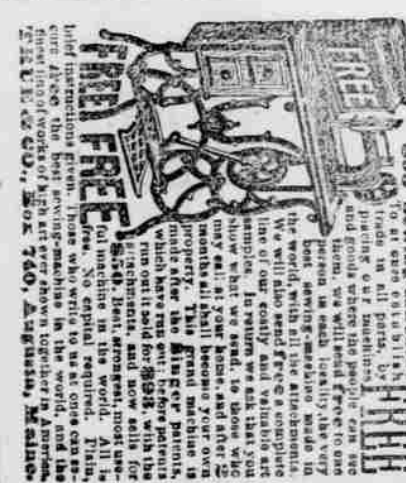 FREE
FREE
To at once establish
trade in all parts, by
placing our machines
and goods where the people can see
them, we will send free to one
person in each locality, the very
best sewing-machine made in
the world, with all the attachments.
We will also send free a complete
line of our costly and valuable art
samples. In return we ask that you
show what we send, to those who
may call at your home, and after 2
months all shall become your own
property. This grand machine is
made after the Singer patents,
which have run out: before patents
run out it sold for $93, with the
attachments, and now sells for
$50. Best, strongest, most use-
ful machine in the world. All is
free. No capital required. Plain,
FREE FREE
brief instructions given. Those who write to us at once can se-
cure free the best sewing-machine in the world, and the
finest line of works of high art ever shown together in America.
TRUE & CO., Box 740, Augusta, Maine.